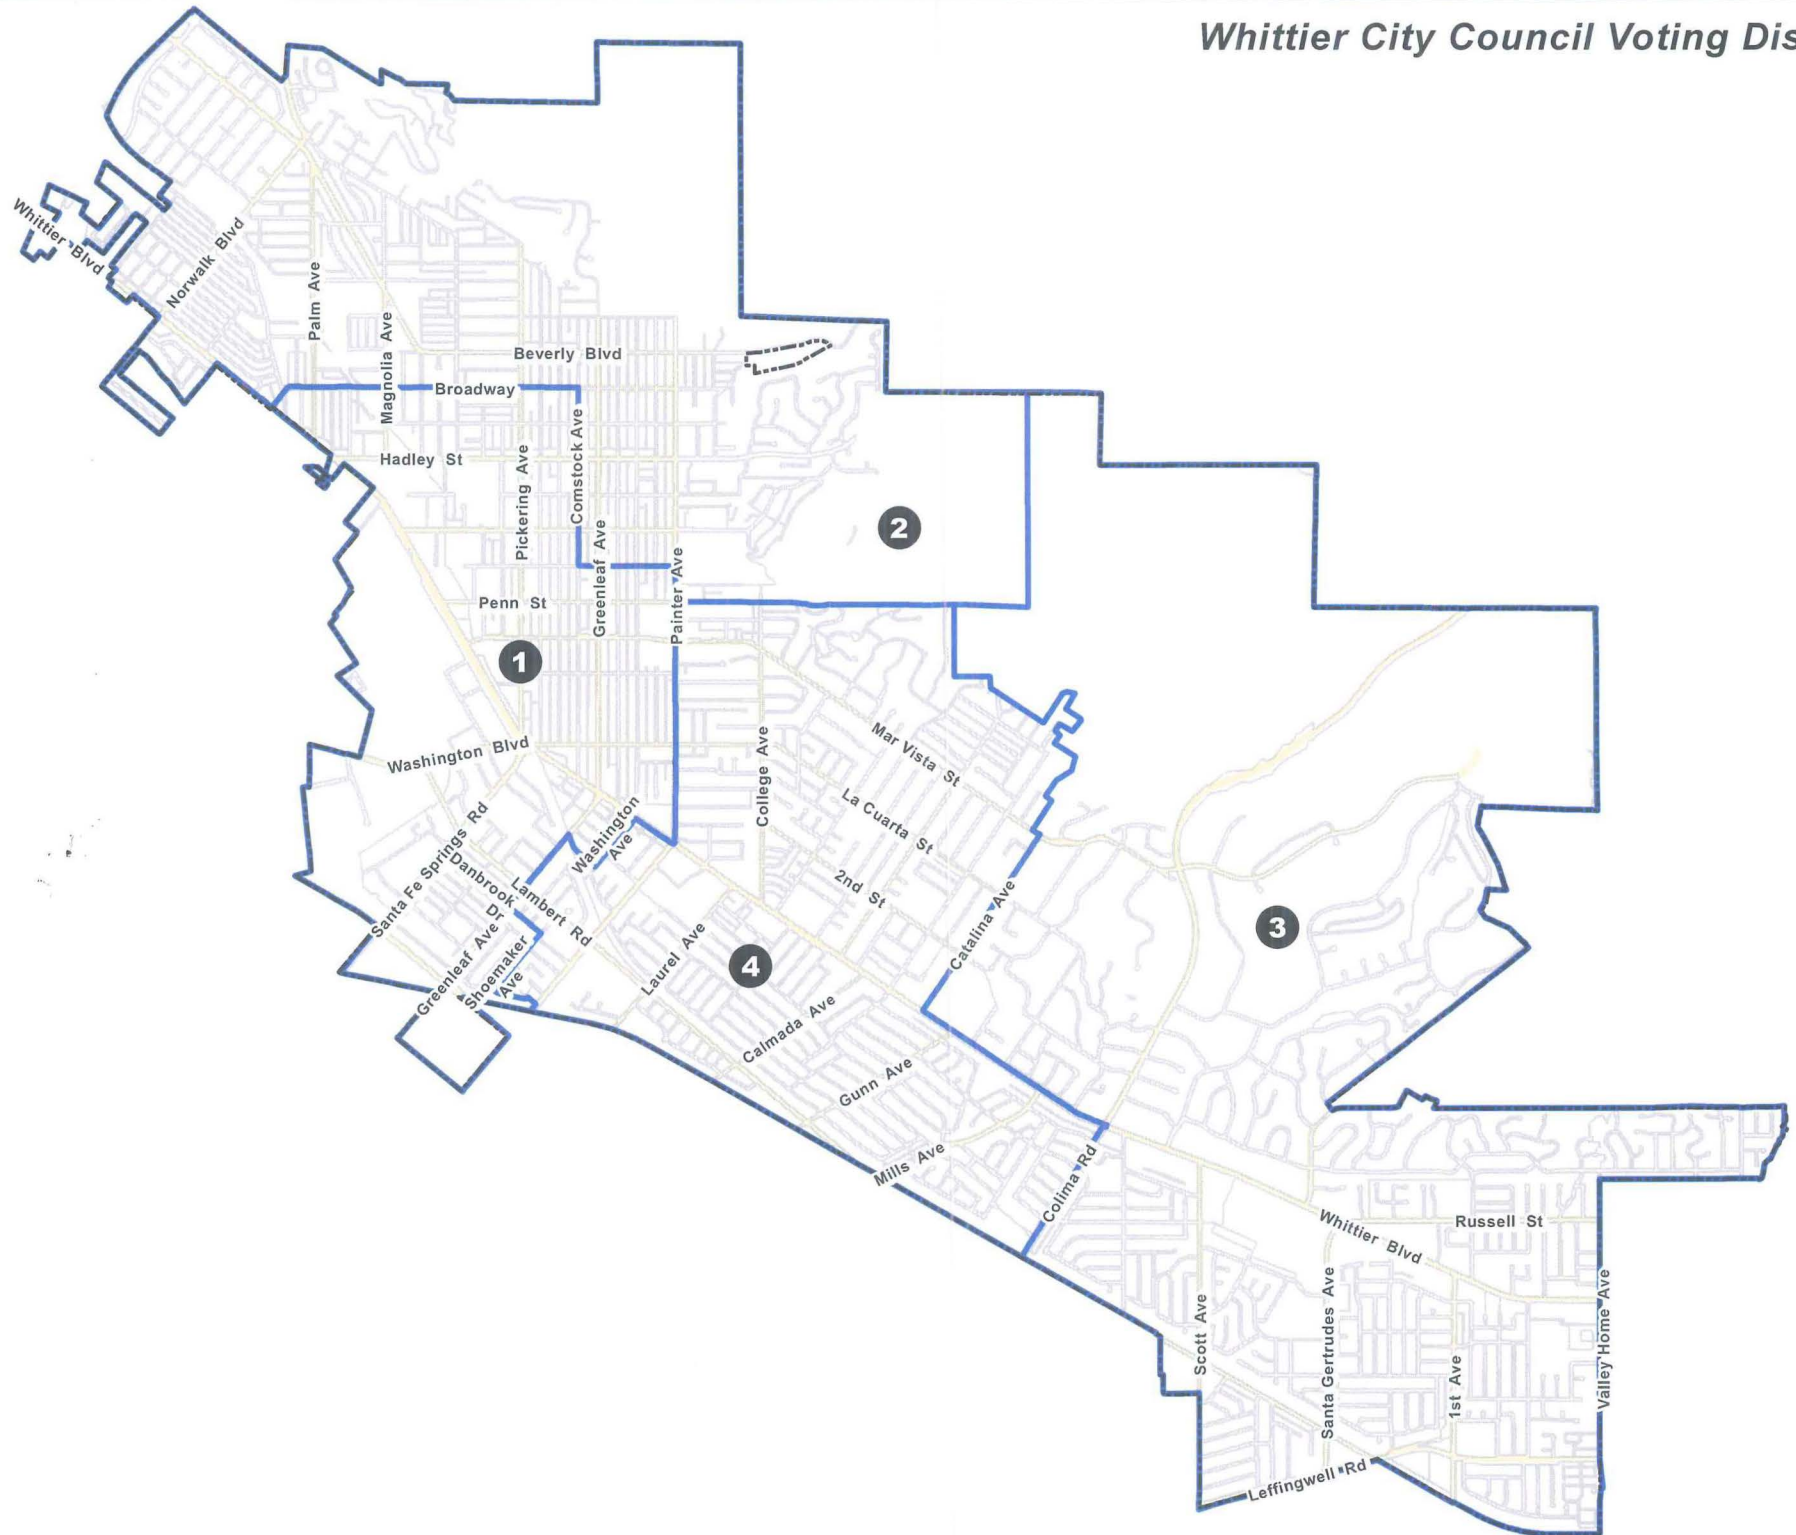 Whittier City Council Voting Dis
Whittier Blvd
Norwalk Blvd
Palm Ave
Magnolia Ave
Beverly Blvd
Broadway
Hadley St
Pickering Ave
Comstock Ave
Greenleaf Ave
Painter Ave
2
Penn St
1
Washington Blvd
College Ave
Mar Vista St
La Cuarta St
2nd St
Washington
Ave
Santa Fe Springs Rd
Danbrook
Dr
Lambert Rd
Greenleaf Ave
Shoemaker
Ave
Laurel Ave
4
Catalina Ave
3
Calmada Ave
Gunn Ave
Mills Ave
Colima Rd
Russell St
Whittier Blvd
Scott Ave
Santa Gertrudes Ave
1st Ave
Valley Home Ave
Leffingwell Rd